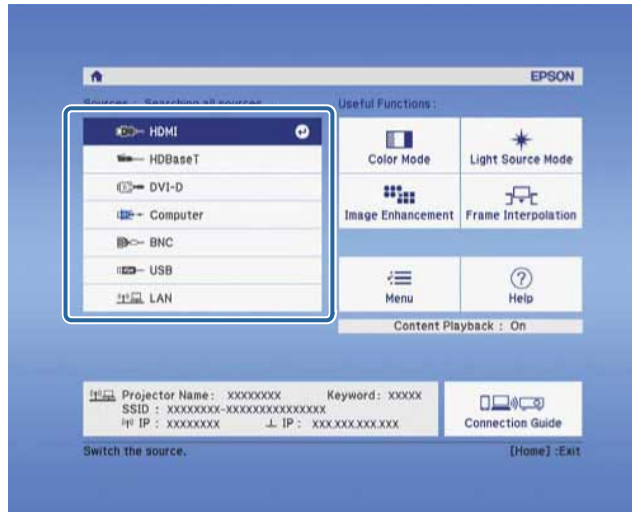 EPSON
Sources : Searching all sources
Useful Functions :
HDMI
HDBaseT
DVI-D
Computer
BNC
USB
LAN
Color Mode
Light Source Mode
Image Enhancement
Frame Interpolation
Menu
Help
Content Playback : On
Projector Name : XXXXXXXX Keyword : XXXXX
SSID : XXXXXXXX-XXXXXXXXXXXXXXX
IP : XXXXXXXX IP : XXX.XXX.XXX.XXX
Connection Guide
Switch the source.
[Home] :Exit